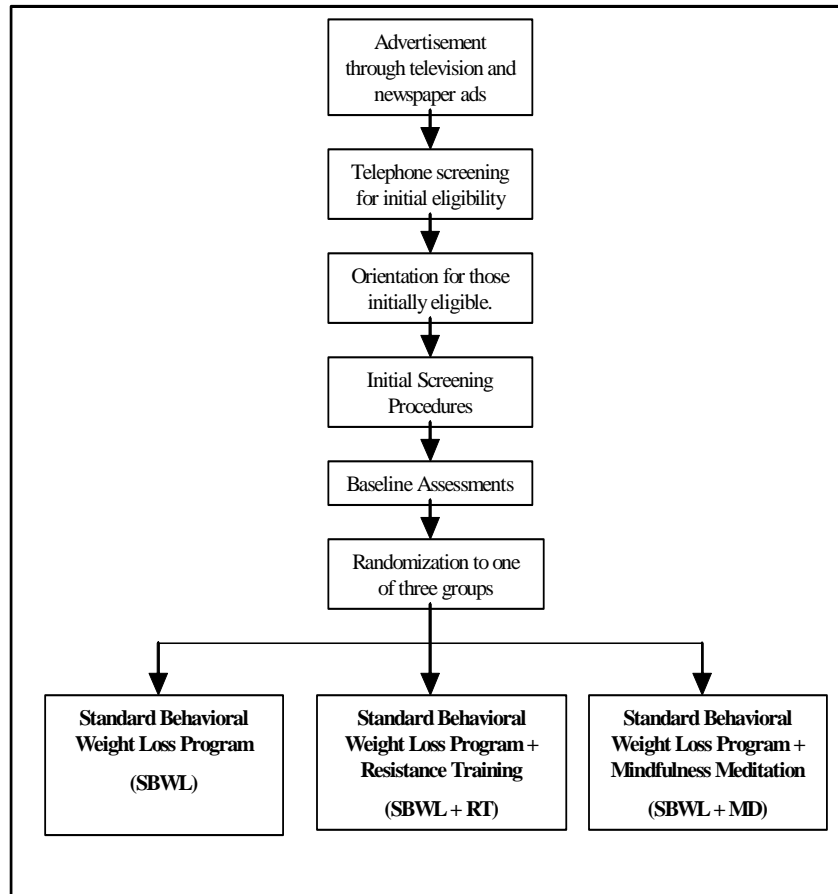 Advertisement
through television and
newspaper ads
Telephone screening
for initial eligibility
Orientation for those
initially eligible.
Initial Screening
Procedures
Baseline Assessments
Randomization to one
of three groups
Standard Behavioral
Weight Loss Program
(SBWL)
Standard Behavioral
Weight Loss Program +
Resistance Training
(SBWL + RT)
Standard Behavioral
Weight Loss Program +
Mindfulness Meditation
(SBWL + MD)